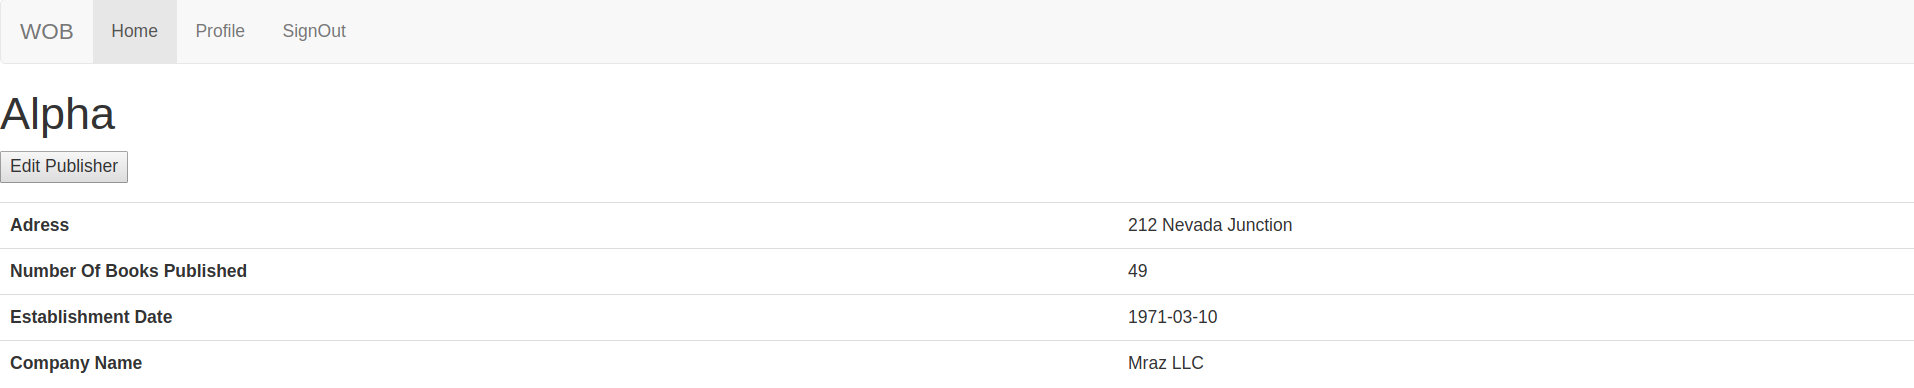 WOB Home Profile SignOut
Alpha
Edit Publisher
Adress 212 Nevada Junction
Number Of Books Published 49
Establishment Date 1971-03-10
Company Name Mraz LLC